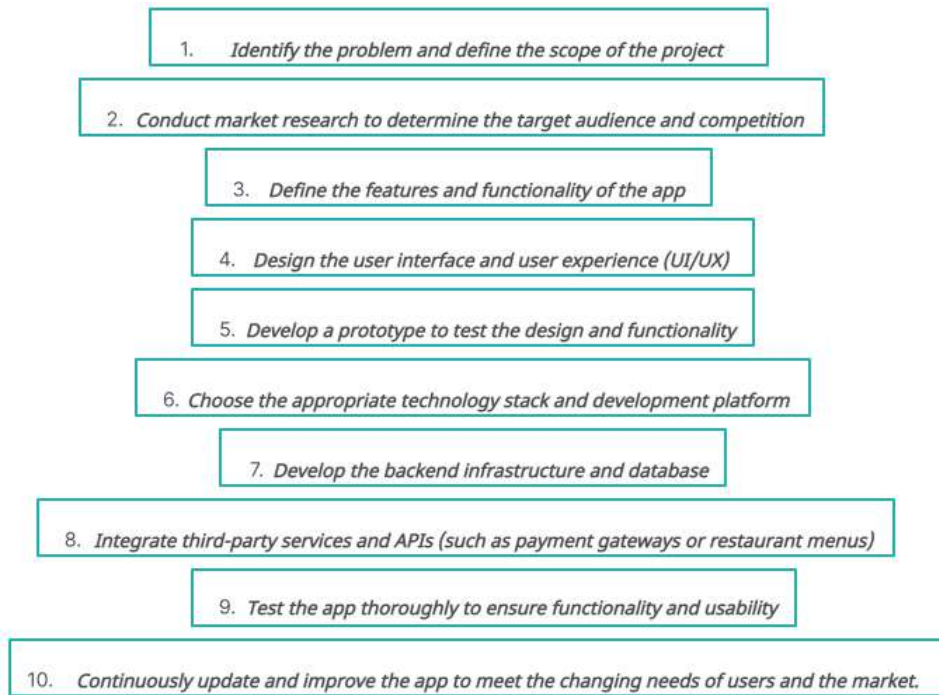 1. Identify the problem and define the scope of the project
2. Conduct market research to determine the target audience and competition
3. Define the features and functionality of the app
4. Design the user interface and user experience (UI/UX)
5. Develop a prototype to test the design and functionality
6. Choose the appropriate technology stack and development platform
7. Develop the backend infrastructure and database
8. Integrate third-party services and APIs (such as payment gateways or restaurant menus)
9. Test the app thoroughly to ensure functionality and usability
10. Continuously update and improve the app to meet the changing needs of users and the market.